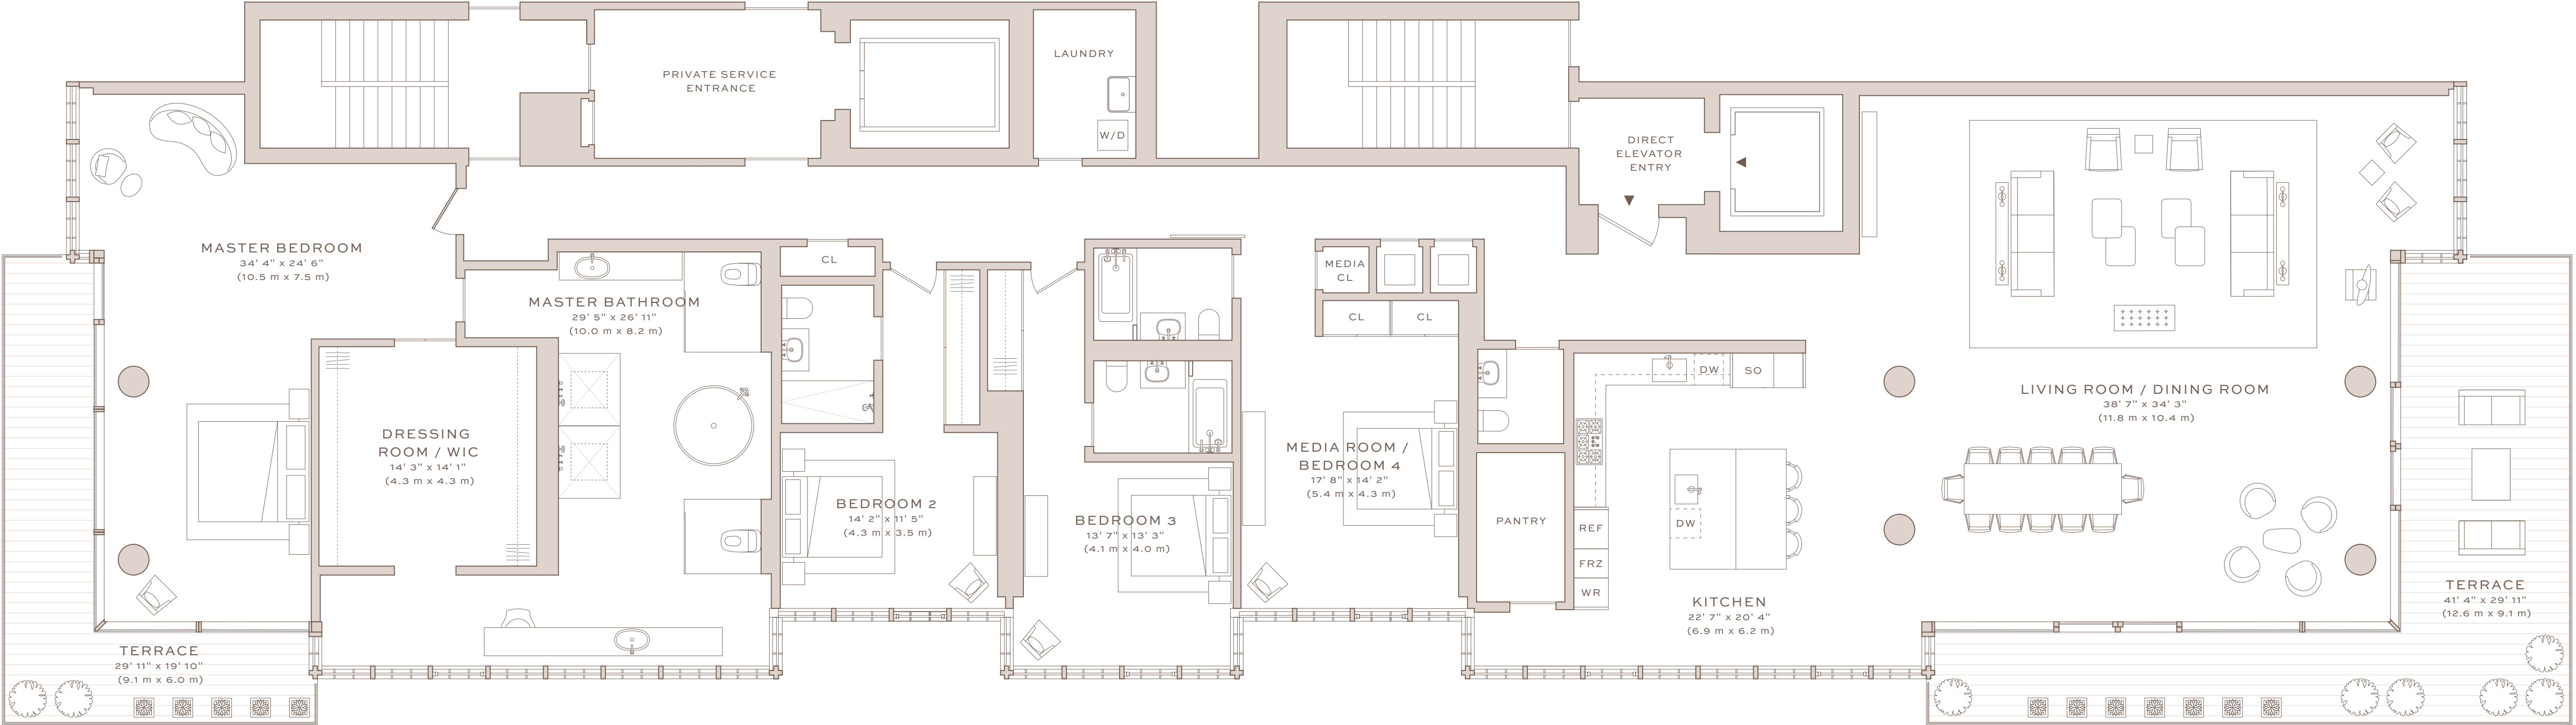 PRIVATE SERVICE
ENTRANCE
LAUNDRY
W/D
DIRECT
ELEVATOR
ENTRY
MASTER BEDROOM
34' 4" x 24' 6"
(10.5 m x 7.5 m)
MASTER BATHROOM
29' 5" x 26' 11"
(10.0 m x 8.2 m)
CL
MEDIA
CL
CL
CL
DW
SO
LIVING ROOM / DINING ROOM
38' 7" x 34' 3"
(11.8 m x 10.4 m)
DRESSING
ROOM / WIC
14' 3" x 14' 1"
(4.3 m x 4.3 m)
MEDIA ROOM /
BEDROOM 4
17' 8" x 14' 2"
(5.4 m x 4.3 m)
BEDROOM 2
14' 2" x 11' 5"
(4.3 m x 3.5 m)
BEDROOM 3
13' 7" x 13' 3"
(4.1 m x 4.0 m)
PANTRY
REF
FRZ
WR
DW
KITCHEN
22' 7" x 20' 4"
(6.9 m x 6.2 m)
TERRACE
41' 4" x 29' 11"
(12.6 m x 9.1 m)
TERRACE
29' 11" x 19' 10"
(9.1 m x 6.0 m)